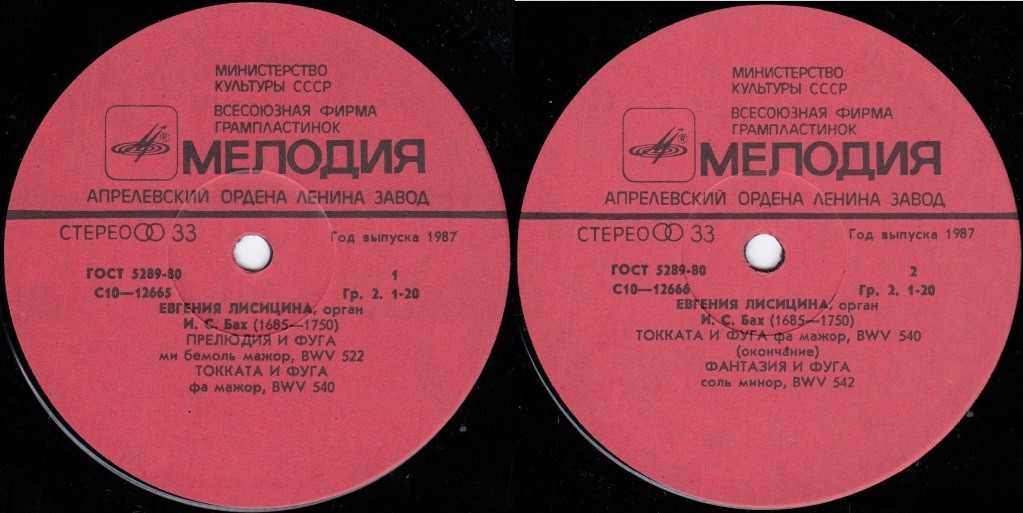 МИНИСТЕРСТВО
КУЛЬТУРЫ СССР
ВСЕСОЮЗНАЯ ФИРМА
ГРАМПЛАСТИНОК
®
МЕЛОДИЯ
АПРЕЛЕВСКИЙ ОРДЕНА ЛЕНИНА ЗАВОД
СТЕРЕО 33
Год выпуска 1987
ГОСТ 5289-80 1
С10—12665 Гр. 2. 1-20
ЕВГЕНИЯ ЛИСИЦИНА, орган
И. С. Бах (1685—1750)
ПРЕЛЮДИЯ И ФУГА
ми бемоль мажор, BWV 522
ТОККАТА И ФУГА
фа мажор, BWV 540
МИНИСТЕРСТВО
КУЛЬТУРЫ СССР
ВСЕСОЮЗНАЯ ФИРМА
ГРАМПЛАСТИНОК
®
МЕЛОДИЯ
АПРЕЛЕВСКИЙ ОРДЕНА ЛЕНИНА ЗАВОД
СТЕРЕО 33
Год выпуска 1987
ГОСТ 5289-80 2
С10—12666 Гр. 2. 1-20
ЕВГЕНИЯ ЛИСИЦИНА, орган
И. С. Бах (1685—1750)
ТОККАТА И ФУГА фа мажор, BWV 540
(окончание)
ФАНТАЗИЯ И ФУГА
соль минор, BWV 542